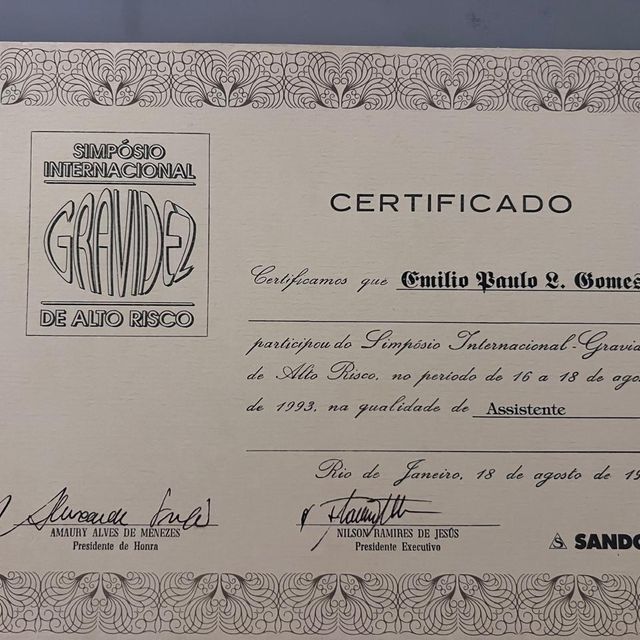 SIMPÓSIO
INTERNACIONAL
GRAVIDEZ
DE ALTO RISCO
CERTIFICADO
Certificamos que Emilio Paulo L. Gomes
participou do Simpósio Internacional - Gravid
de Alto Risco, no período de 16 a 18 de ago
de 1993, na qualidade de Assistente
Rio de Janeiro, 18 de agosto de 19
AMAURY ALVES DE MENEZES
Presidente de Honra
NILSON RAMIRES DE JESÚS
Presidente Executivo
S SANDO